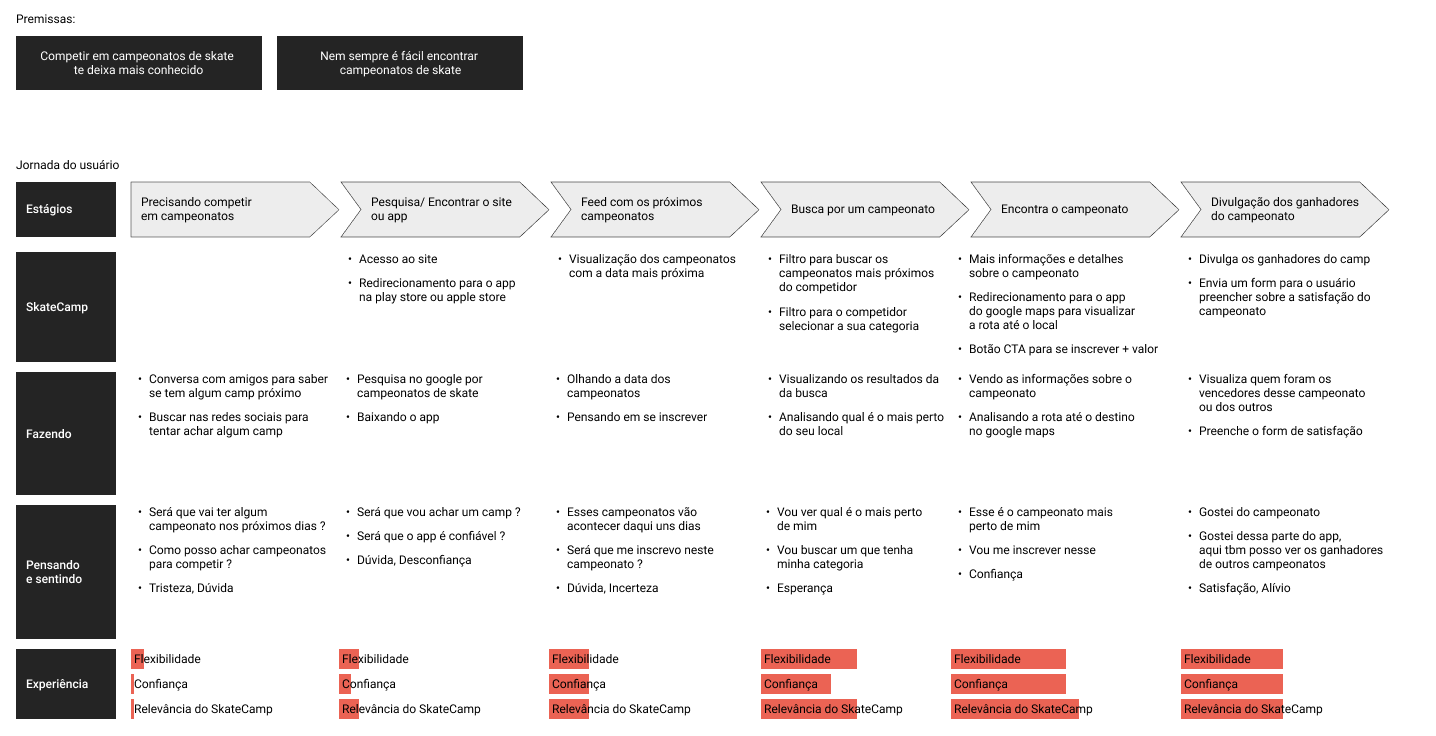 Premissas:
Competir em campeonatos de skate
te deixa mais conhecido
Nem sempre é fácil encontrar
campeonatos de skate
Jornada do usuário
Estágios
Precisando competir
em campeonatos
Pesquisa/ Encontrar o site
ou app
Feed com os próximos
campeonatos
Busca por um campeonato
Encontra o campeonato
Divulgação dos ganhadores
do campeonato
SkateCamp
• Acesso ao site
• Redirecionamento para o app
na play store ou apple store
• Visualização dos campeonatos
com a data mais próxima
• Filtro para buscar os
campeonatos mais próximos
do competidor
• Filtro para o competidor
selecionar a sua categoria
• Mais informações e detalhes
sobre o campeonato
• Redirecionamento para o app
do google maps para visualizar
a rota até o local
• Botão CTA para se inscrever + valor
• Divulga os ganhadores do camp
• Envia um form para o usuário
preencher sobre a satisfação do
campeonato
Fazendo
• Conversa com amigos para saber
se tem algum camp próximo
• Buscar nas redes sociais para
tentar achar algum camp
• Pesquisa no google por
campeonatos de skate
• Baixando o app
• Olhando a data dos
campeonatos
• Pensando em se inscrever
• Visualizando os resultados da
da busca
• Analisando qual é o mais perto
do seu local
• Vendo as informações sobre o
campeonato
• Analisando a rota até o destino
no google maps
• Visualiza quem foram os
vencedores desse campeonato
ou dos outros
• Preenche o form de satisfação
Pensando
e sentindo
• Será que vai ter algum
campeonato nos próximos dias ?
• Como posso achar campeonatos
para competir ?
• Tristeza, Dúvida
• Será que vou achar um camp ?
• Será que o app é confiável ?
• Dúvida, Desconfiança
• Esses campeonatos vão
acontecer daqui uns dias
• Será que me inscrevo neste
campeonato ?
• Dúvida, Incerteza
• Vou ver qual é o mais perto
de mim
• Vou buscar um que tenha
minha categoria
• Esperança
• Esse é o campeonato mais
perto de mim
• Vou me inscrever nesse
• Confiança
• Gostei do campeonato
• Gostei dessa parte do app,
aqui tbm posso ver os ganhadores
de outros campeonatos
• Satisfação, Alívio
Experiência
Flexibilidade
Confiança
Relevância do SkateCamp
Flexibilidade
Confiança
Relevância do SkateCamp
Flexibilidade
Confiança
Relevância do SkateCamp
Flexibilidade
Confiança
Relevância do SkateCamp
Flexibilidade
Confiança
Relevância do SkateCamp
Flexibilidade
Confiança
Relevância do SkateCamp